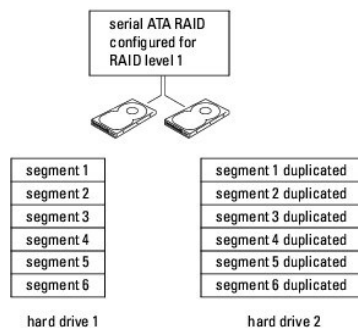 serial ATA RAID
configured for
RAID level 1
segment 1
segment 2
segment 3
segment 4
segment 5
segment 6
hard drive 1
segment 1 duplicated
segment 2 duplicated
segment 3 duplicated
segment 4 duplicated
segment 5 duplicated
segment 6 duplicated
hard drive 2